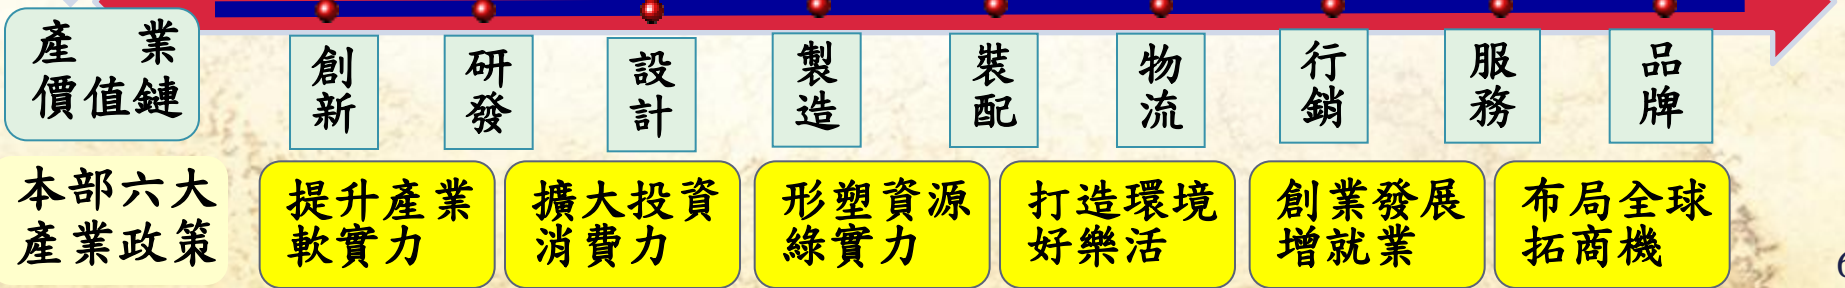 產 業
價值鏈
創新
研發
設計
製造
裝配
物流
行銷
服務
品牌
本部六大
產業政策
提升產業
軟實力
擴大投資
消費力
形塑資源
綠實力
打造環境
好樂活
創業發展
增就業
布局全球
拓商機